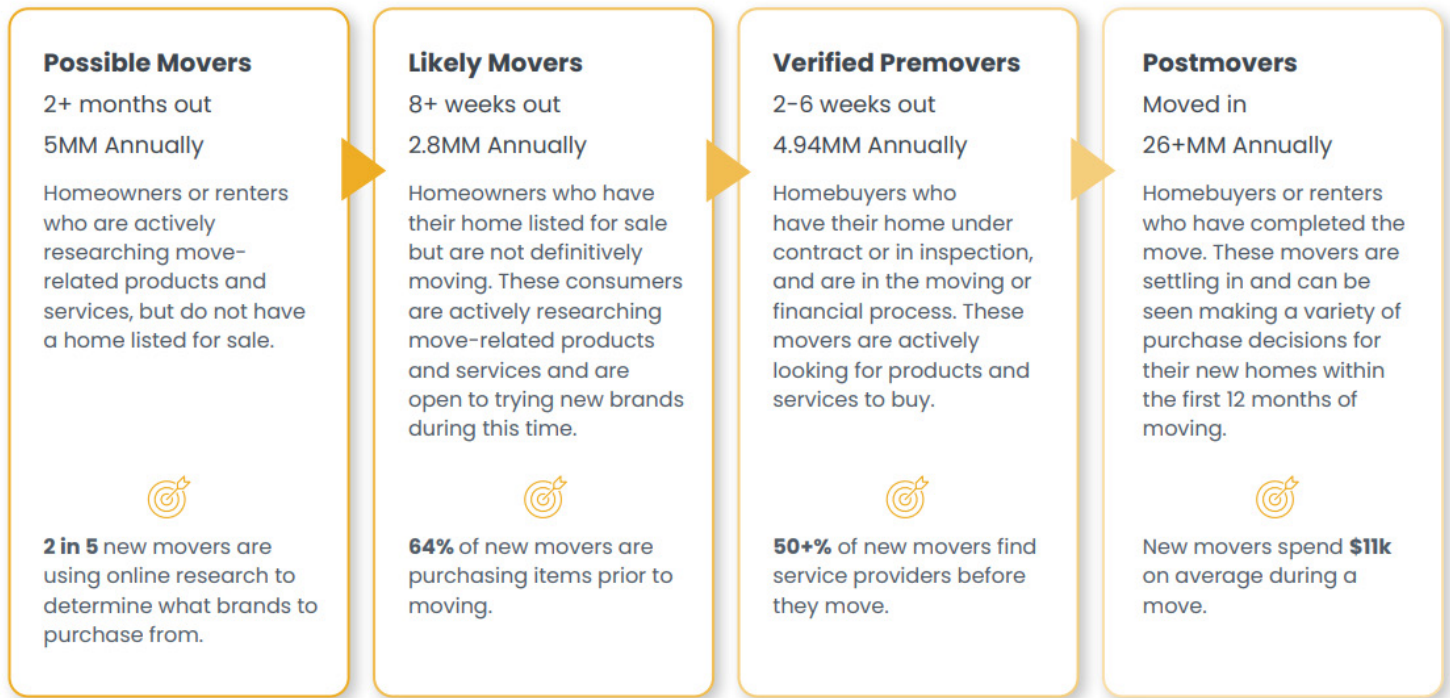 Possible Movers
2+ months out
5MM Annually
Homeowners or renters
who are actively
researching move-
related products and
services, but do not have
a home listed for sale.
2 in 5 new movers are
using online research to
determine what brands to
purchase from.
Likely Movers
8+ weeks out
2.8MM Annually
Homeowners who have
their home listed for sale
but are not definitively
moving. These consumers
are actively researching
move-related products
and services and are
open to trying new brands
during this time.
64% of new movers are
purchasing items prior to
moving.
Verified Premovers
2-6 weeks out
4.94MM Annually
Homebuyers who
have their home under
contract or in inspection,
and are in the moving or
financial process. These
movers are actively
looking for products and
services to buy.
50+% of new movers find
service providers before
they move.
Postmovers
Moved in
26+MM Annually
Homebuyers or renters
who have completed the
move. These movers are
settling in and can be
seen making a variety of
purchase decisions for
their new homes within
the first 12 months of
moving.
New movers spend $11k
on average during a
move.